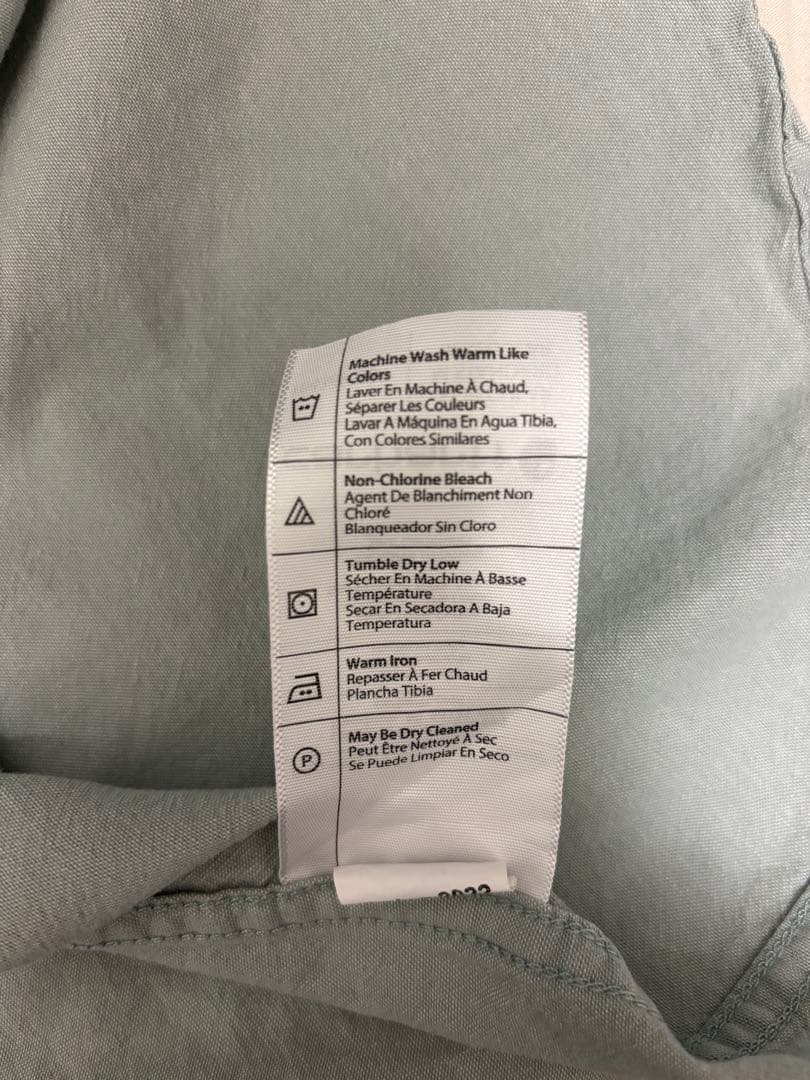 Machine Wash Warm Like
Colors
Laver En Machine À Chaud,
Séparer Les Couleurs
Lavar A Máquina En Agua Tibia,
Con Colores Similares
Non-Chlorine Bleach
Agent De Blanchiment Non
Chloré
Blanqueador Sin Cloro
Tumble Dry Low
Sécher En Machine À Basse
Température
Secar En Secadora A Baja
Temperatura
Warm Iron
Repasser À Fer Chaud
Plancha Tibia
May Be Dry Cleaned
P
Peut Être Nettoyé À Sec
Se Puede Limpiar En Seco